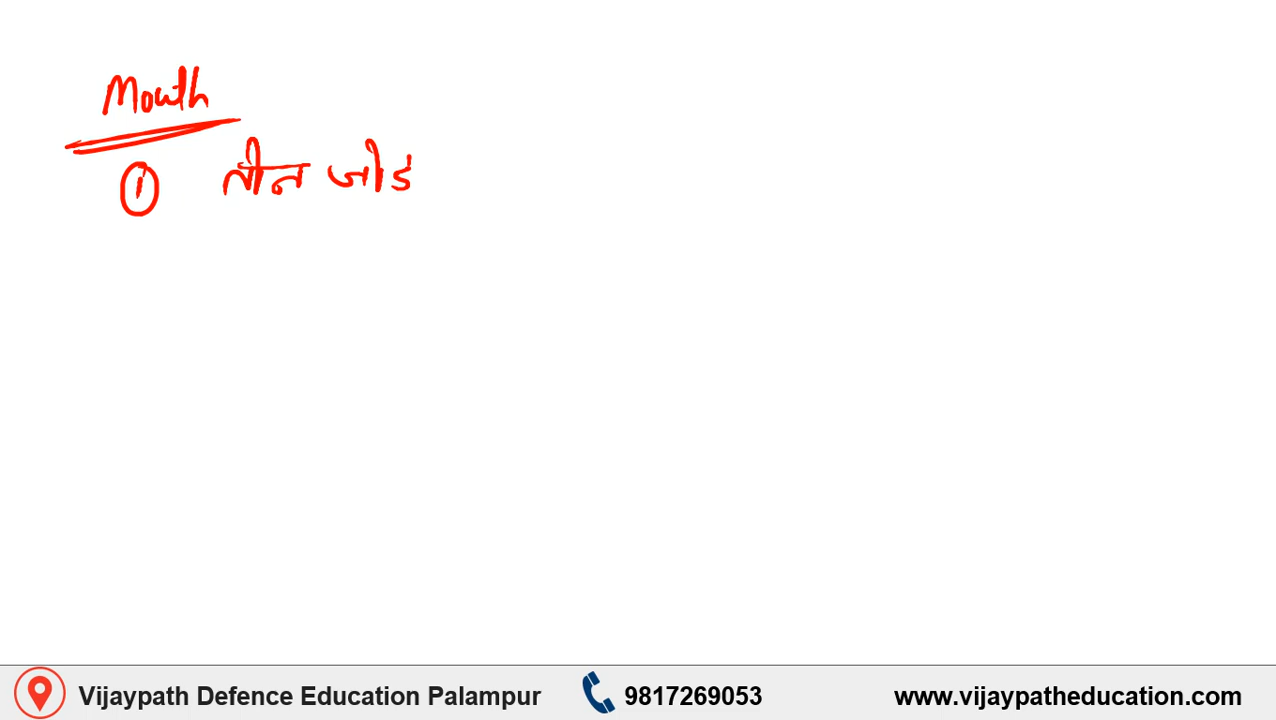 Mouth
① तीन जोड
Vijaypath Defence Education Palampur 9817269053 www.vijaypatheducation.com